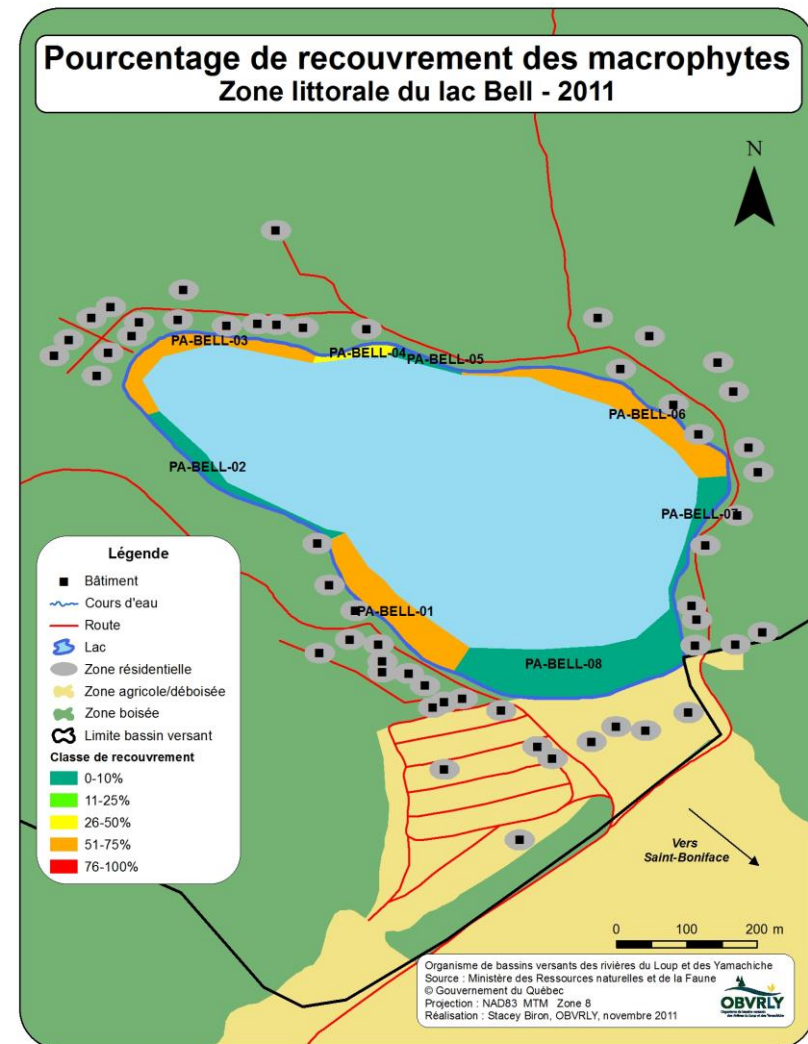 Pourcentage de recouvrement des macrophytes
Zone littorale du lac Bell - 2011
N
PA-BELL-03
PA-BELL-04
PA-BELL-05
PA-BELL-06
PA-BELL-02
PA-BELL-07
PA-BELL-01
PA-BELL-08
Légende
Bâtiment
Cours d'eau
Route
Lac
Zone résidentielle
Zone agricole/déboisée
Zone boisée
Limite bassin versant
Classe de recouvrement
0-10%
11-25%
26-50%
51-75%
76-100%
Vers
Saint-Boniface
0 100 200 m
Organisme de bassins versants des rivières du Loup et des Yamachiche
Source : Ministère des Ressources naturelles et de la Faune
© Gouvernement du Québec
Projection : NAD83 MTM Zone 8
Réalisation : Stacey Biron, OBVRLY, novembre 2011
OBVRLY